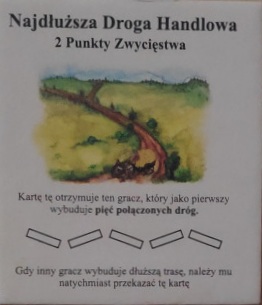 Najdłuższa Droga Handlowa
2 Punkty Zwycięstwa
Kartę tę otrzymuje ten gracz, który jako pierwszy
wybuduje pięć połączonych dróg.
Gdy inny gracz wybuduje dłuższą trasę, należy mu
natychmiast przekazać tę kartę